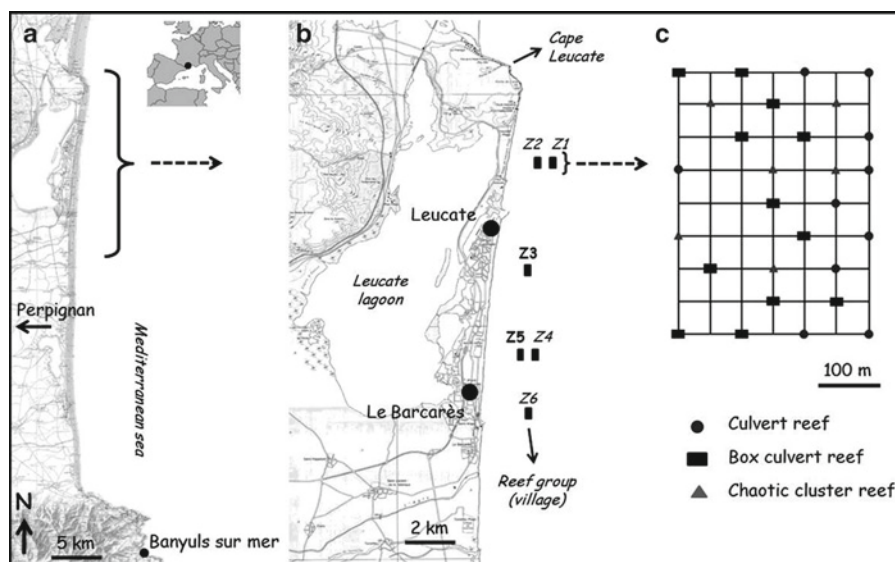 a
Perpignan
Mediterranean sea
N
5 km
Banyuls sur mer
b
Cape
Leucate
Z2 Z1
Leucate
Z3
Leucate
lagoon
Z5 Z4
Le Barcarès
Z6
Reef group
(village)
2 km
c
100 m
Culvert reef
Box culvert reef
Chaotic cluster reef